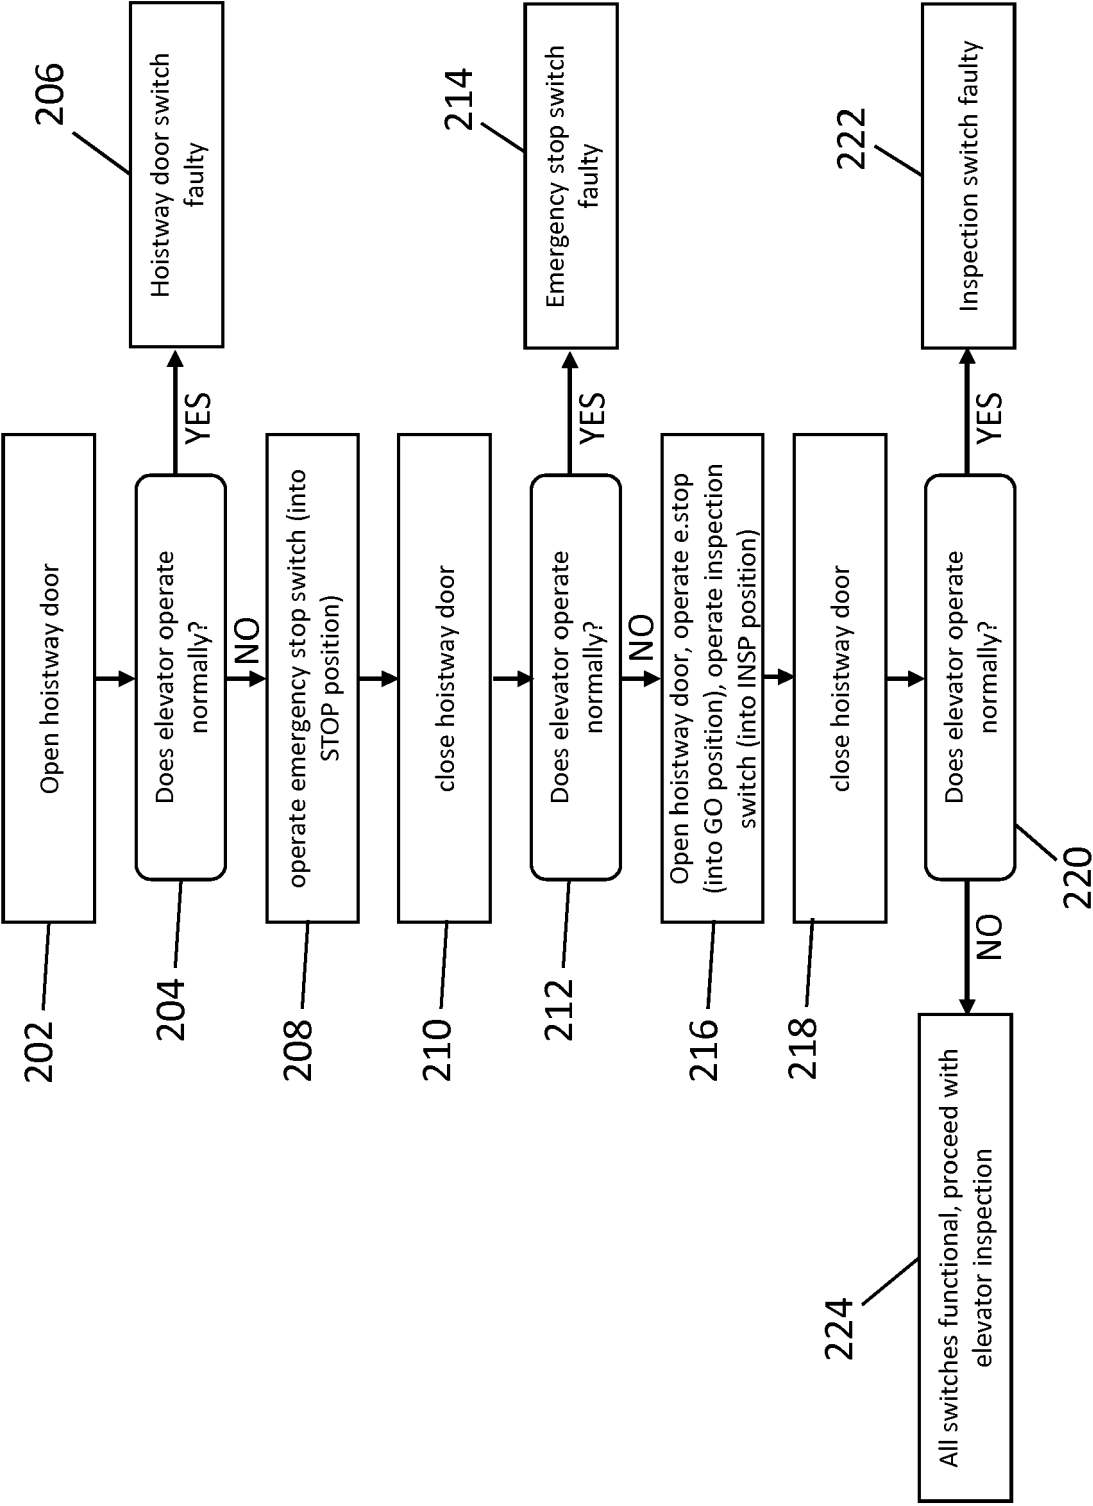 202
Open hoistway door
204
Does elevator operate
normally?
YES
206
Hoistway door switch
faulty
NO
208
operate emergency stop switch (into
STOP position)
210
close hoistway door
212
Does elevator operate
normally?
YES
214
Emergency stop switch
faulty
NO
216
Open hoistway door, operate e.stop
(into GO position), operate inspection
switch (into INSP position)
218
close hoistway door
220
Does elevator operate
normally?
YES
222
Inspection switch faulty
NO
224
All switches functional, proceed with
elevator inspection